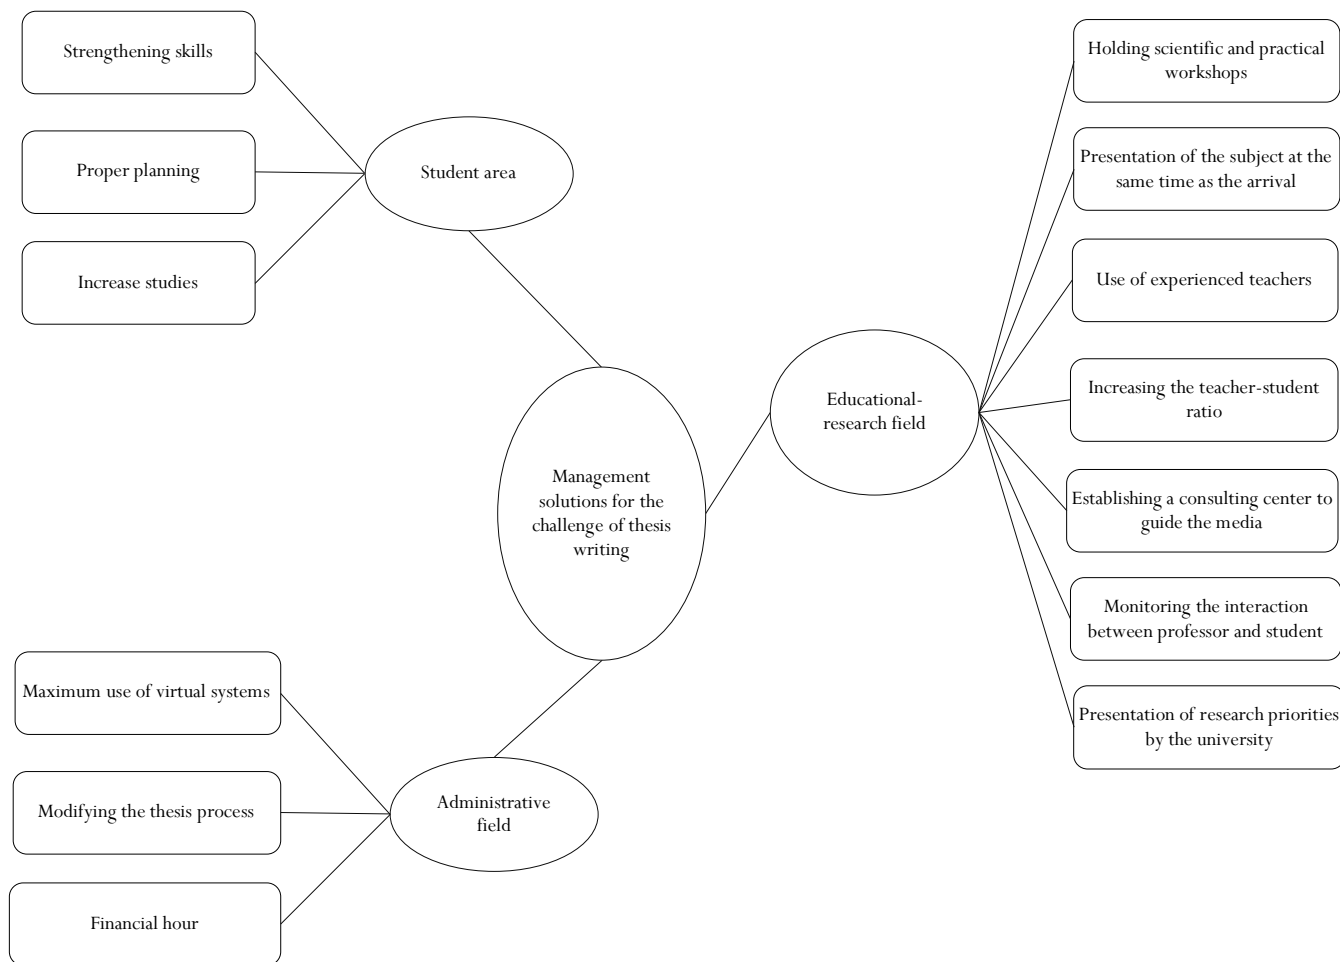 Strengthening skills
Proper planning
Increase studies
Student area
Management
solutions for the
challenge of thesis
writing
Maximum use of virtual systems
Modifying the thesis process
Financial hour
Administrative
field
Educational-
research field
Holding scientific and practical
workshops
Presentation of the subject at the
same time as the arrival
Use of experienced teachers
Increasing the teacher-student
ratio
Establishing a consulting center to
guide the media
Monitoring the interaction
between professor and student
Presentation of research priorities
by the university